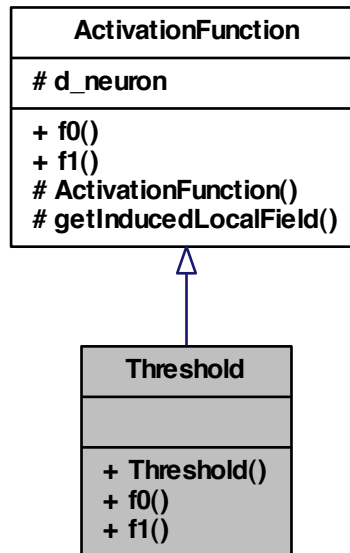 ActivationFunction
# d_neuron
+ f0()
+ f1()
# ActivationFunction()
# getInducedLocalField()
Threshold
+ Threshold()
+ f0()
+ f1()